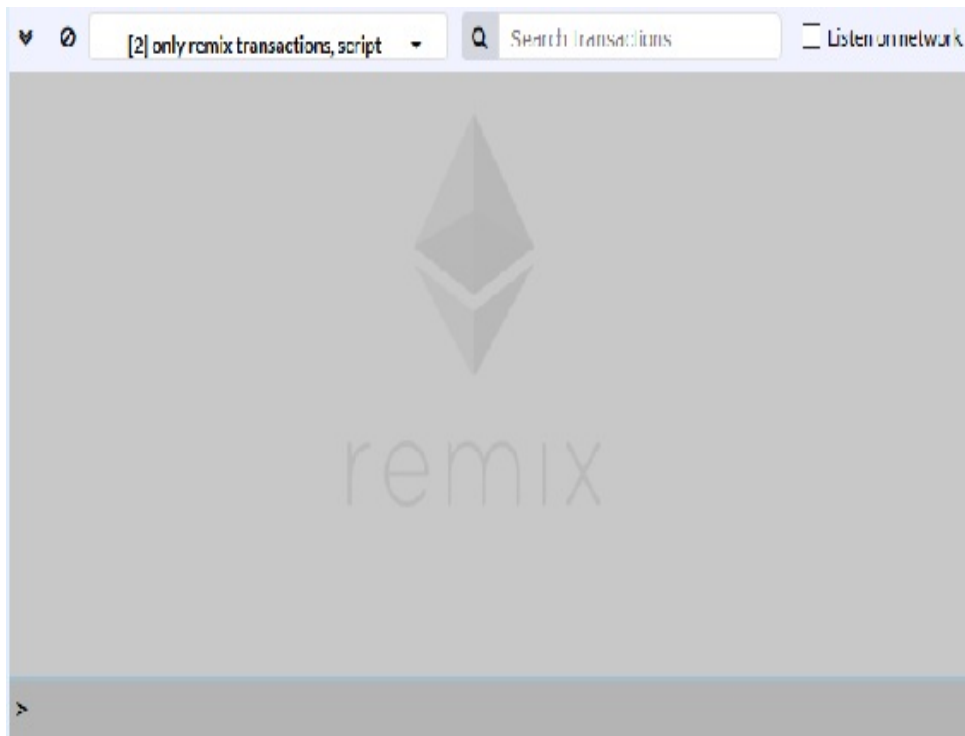 [2] only remix transactions, script
Search transactions
Listen on network
remix
>